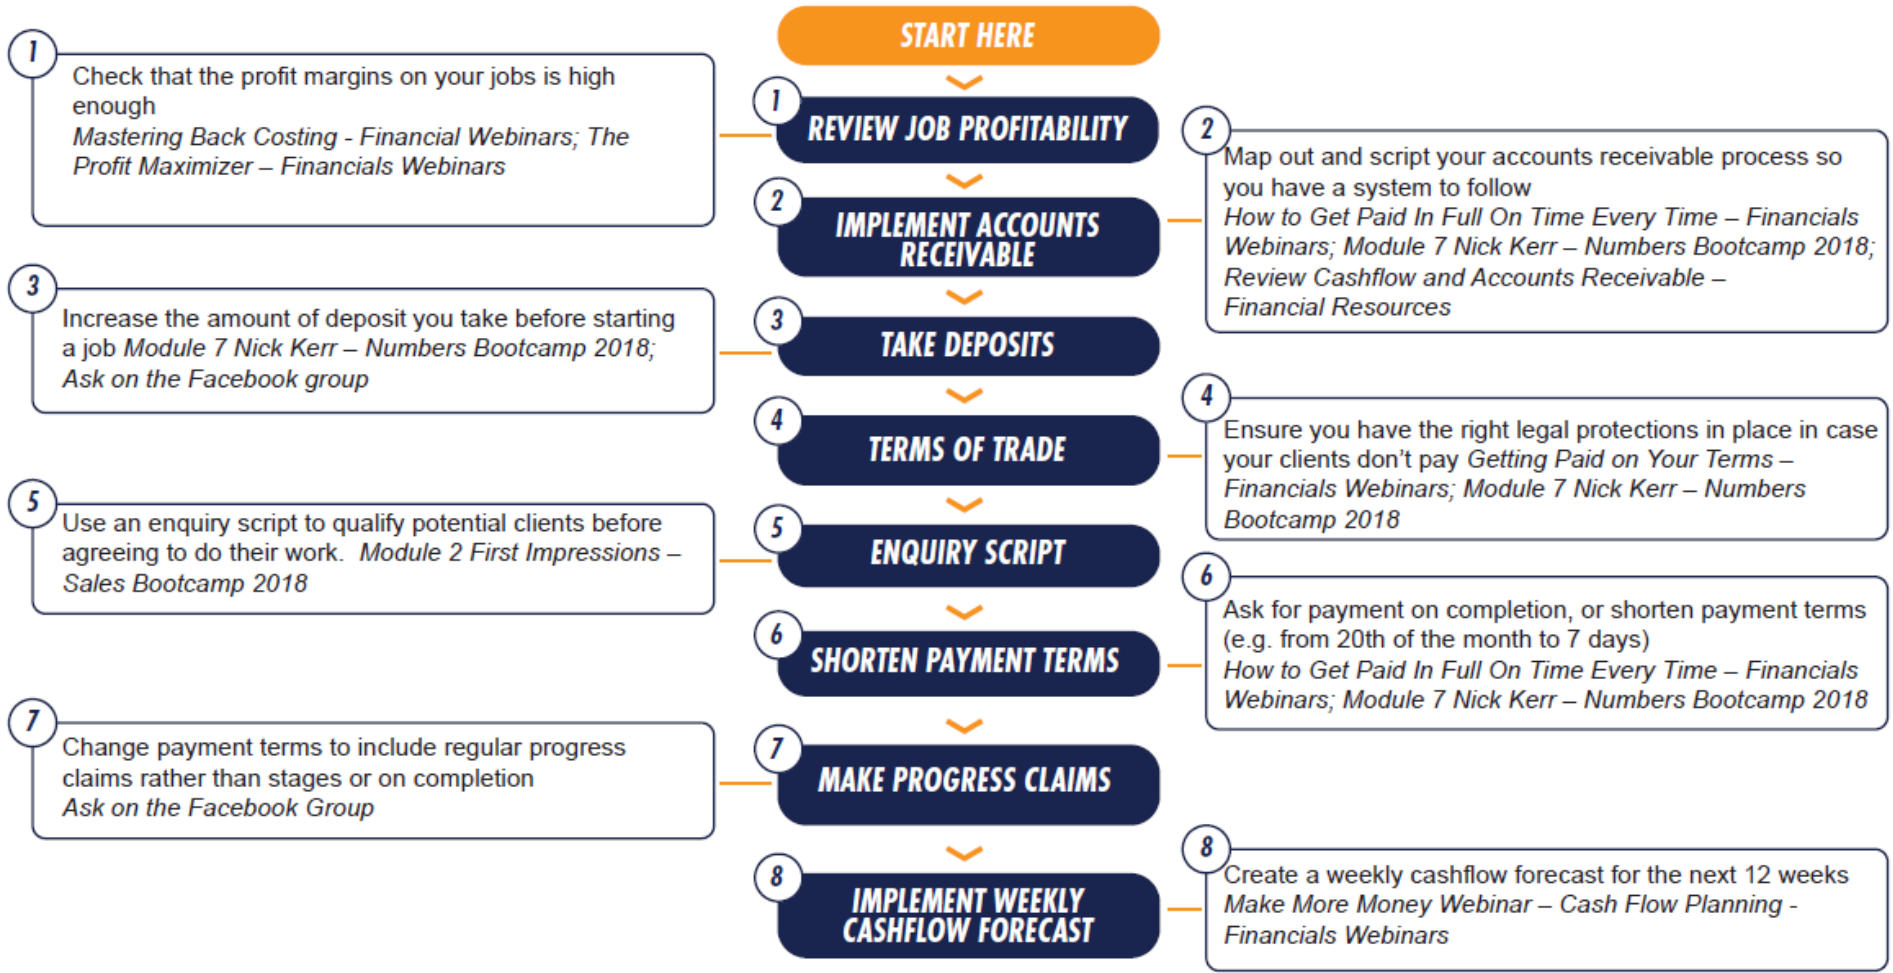 START HERE
1
REVIEW JOB PROFITABILITY
1
Check that the profit margins on your jobs is high
enough
Mastering Back Costing - Financial Webinars; The
Profit Maximizer – Financials Webinars
2
IMPLEMENT ACCOUNTS
RECEIVABLE
2
Map out and script your accounts receivable process so
you have a system to follow
How to Get Paid In Full On Time Every Time – Financials
Webinars; Module 7 Nick Kerr – Numbers Bootcamp 2018;
Review Cashflow and Accounts Receivable –
Financial Resources
3
TAKE DEPOSITS
3
Increase the amount of deposit you take before starting
a job Module 7 Nick Kerr – Numbers Bootcamp 2018;
Ask on the Facebook group
4
TERMS OF TRADE
4
Ensure you have the right legal protections in place in case
your clients don't pay Getting Paid on Your Terms –
Financials Webinars; Module 7 Nick Kerr – Numbers
Bootcamp 2018
5
ENQUIRY SCRIPT
5
Use an enquiry script to qualify potential clients before
agreeing to do their work. Module 2 First Impressions –
Sales Bootcamp 2018
6
SHORTEN PAYMENT TERMS
6
Ask for payment on completion, or shorten payment terms
(e.g. from 20th of the month to 7 days)
How to Get Paid In Full On Time Every Time – Financials
Webinars; Module 7 Nick Kerr – Numbers Bootcamp 2018
7
MAKE PROGRESS CLAIMS
7
Change payment terms to include regular progress
claims rather than stages or on completion
Ask on the Facebook Group
8
IMPLEMENT WEEKLY
CASHFLOW FORECAST
8
Create a weekly cashflow forecast for the next 12 weeks
Make More Money Webinar – Cash Flow Planning -
Financials Webinars